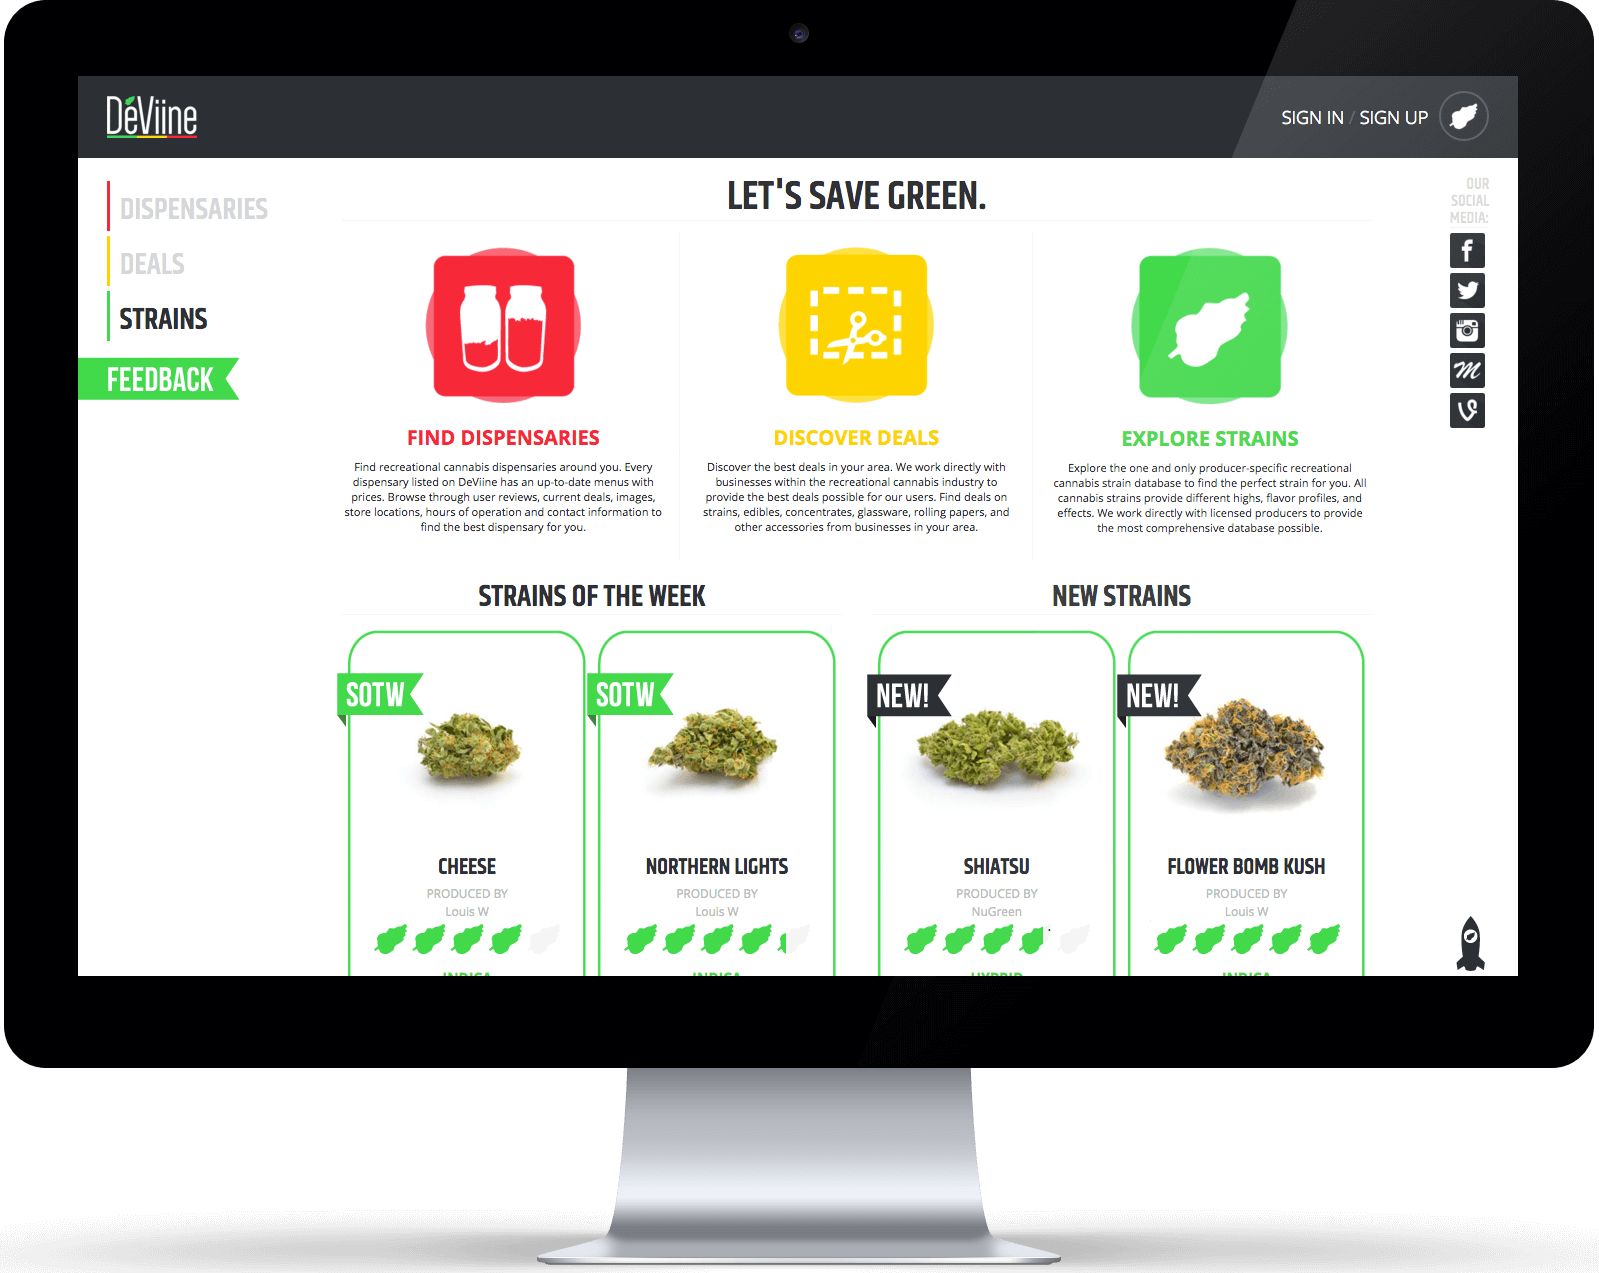 DéViine
SIGN IN / SIGN UP
DISPENSARIES
DEALS
STRAINS
FEEDBACK
LET'S SAVE GREEN.
OUR
SOCIAL
MEDIA:
FIND DISPENSARIES
Find recreational cannabis dispensaries around you. Every
dispensary listed on DeViine has an up-to-date menus with
prices. Browse through user reviews, current deals, images,
store locations, hours of operation and contact information to
find the best dispensary for you.
DISCOVER DEALS
Discover the best deals in your area. We work directly with
businesses within the recreational cannabis industry to
provide the best deals possible for our users. Find deals on
strains, edibles, concentrates, glassware, rolling papers, and
other accessories from businesses in your area.
EXPLORE STRAINS
Explore the one and only producer-specific recreational
cannabis strain database to find the perfect strain for you. All
cannabis strains provide different highs, flavor profiles, and
effects. We work directly with licensed producers to provide
the most comprehensive database possible.
STRAINS OF THE WEEK
SOTW
CHEESE
PRODUCED BY
Louis W
INDICA
SOTW
NORTHERN LIGHTS
PRODUCED BY
Louis W
INDICA
NEW STRAINS
NEW!
SHIATSU
PRODUCED BY
NuGreen
HYBRID
NEW!
FLOWER BOMB KUSH
PRODUCED BY
Louis W
INDICA